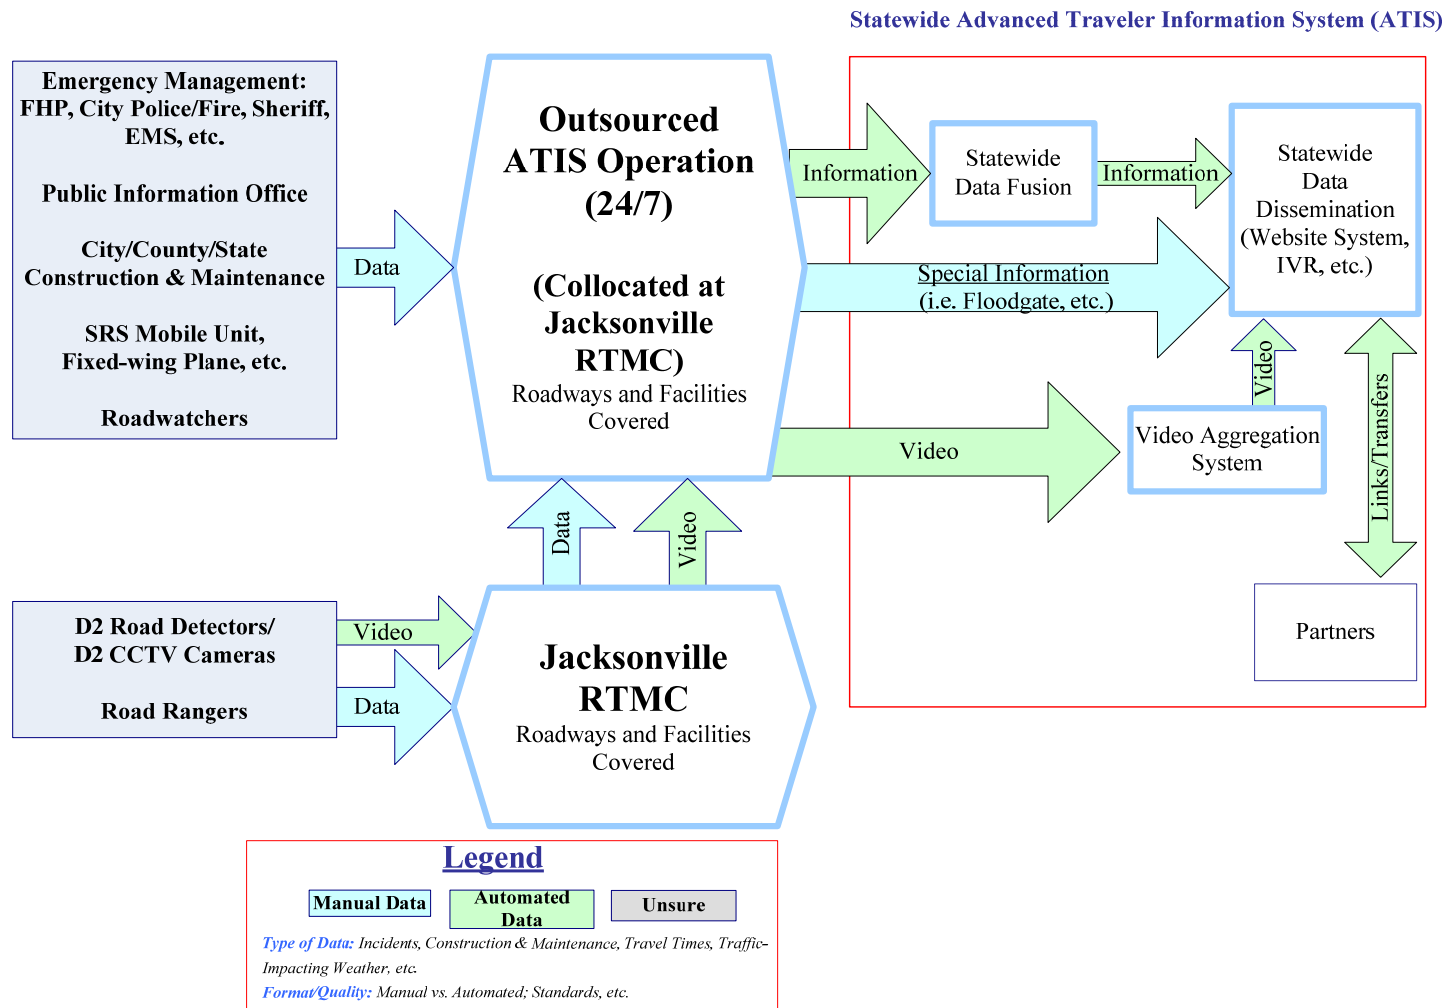 Statewide Advanced Traveler Information System (ATIS)
Emergency Management:
FHP, City Police/Fire, Sheriff,
EMS, etc.
Public Information Office
City/County/State
Construction & Maintenance
SRS Mobile Unit,
Fixed-wing Plane, etc.
Roadwatchers
Data
Outsourced
ATIS Operation
(24/7)
(Collocated at
Jacksonville
RTMC)
Roadways and Facilities
Covered
Information
Statewide
Data Fusion
Information
Statewide
Data
Dissemination
(Website System,
IVR, etc.)
Special Information
(i.e. Floodgate, etc.)
Video
Video Aggregation
System
Video
Links/Transfers
Partners
Data
Video
D2 Road Detectors/
D2 CCTV Cameras
Road Rangers
Video
Data
Jacksonville
RTMC
Roadways and Facilities
Covered
Legend
Manual Data
Automated
Data
Unsure
Type of Data: Incidents, Construction & Maintenance, Travel Times, Traffic-
Impacting Weather, etc.
Format/Quality: Manual vs. Automated; Standards, etc.